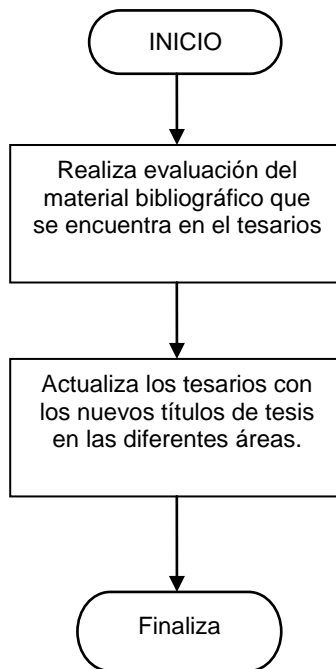 INICIO
Realiza evaluación del
material bibliográfico que
se encuentra en el tesarios
Actualiza los tesarios con
los nuevos títulos de tesis
en las diferentes áreas.
Finaliza